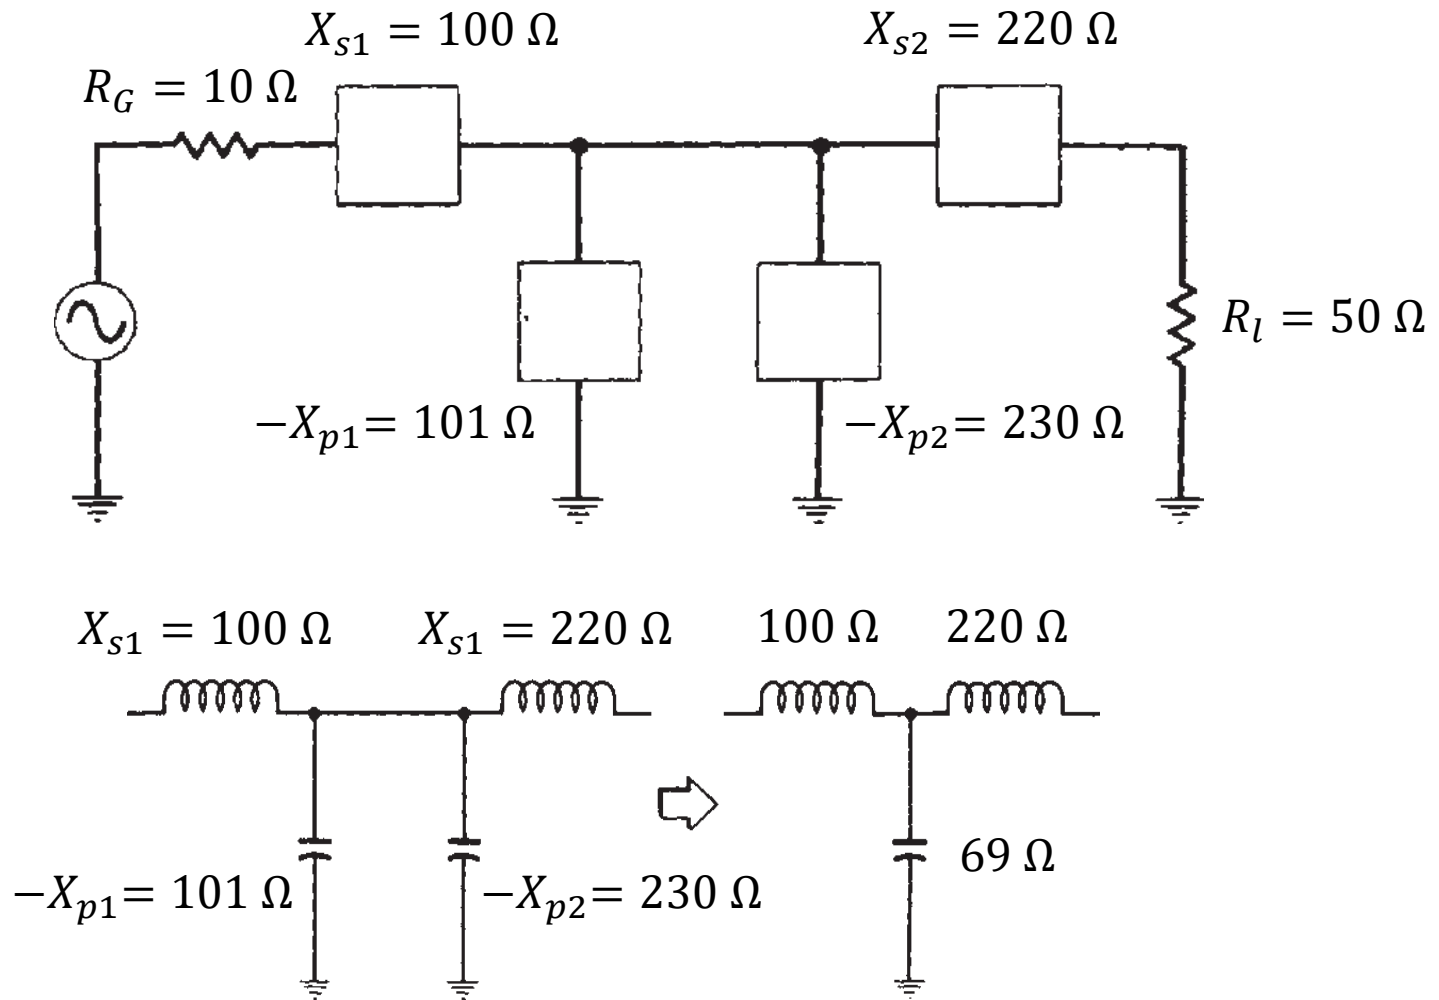 X_{s1} = 100 Ω
X_{s2} = 220 Ω
R_G = 10 Ω
R_l = 50 Ω
−X_{p1}= 101 Ω
−X_{p2}= 230 Ω
X_{s1} = 100 Ω
X_{s1} = 220 Ω
100 Ω
220 Ω
69 Ω
−X_{p1}= 101 Ω
−X_{p2}= 230 Ω